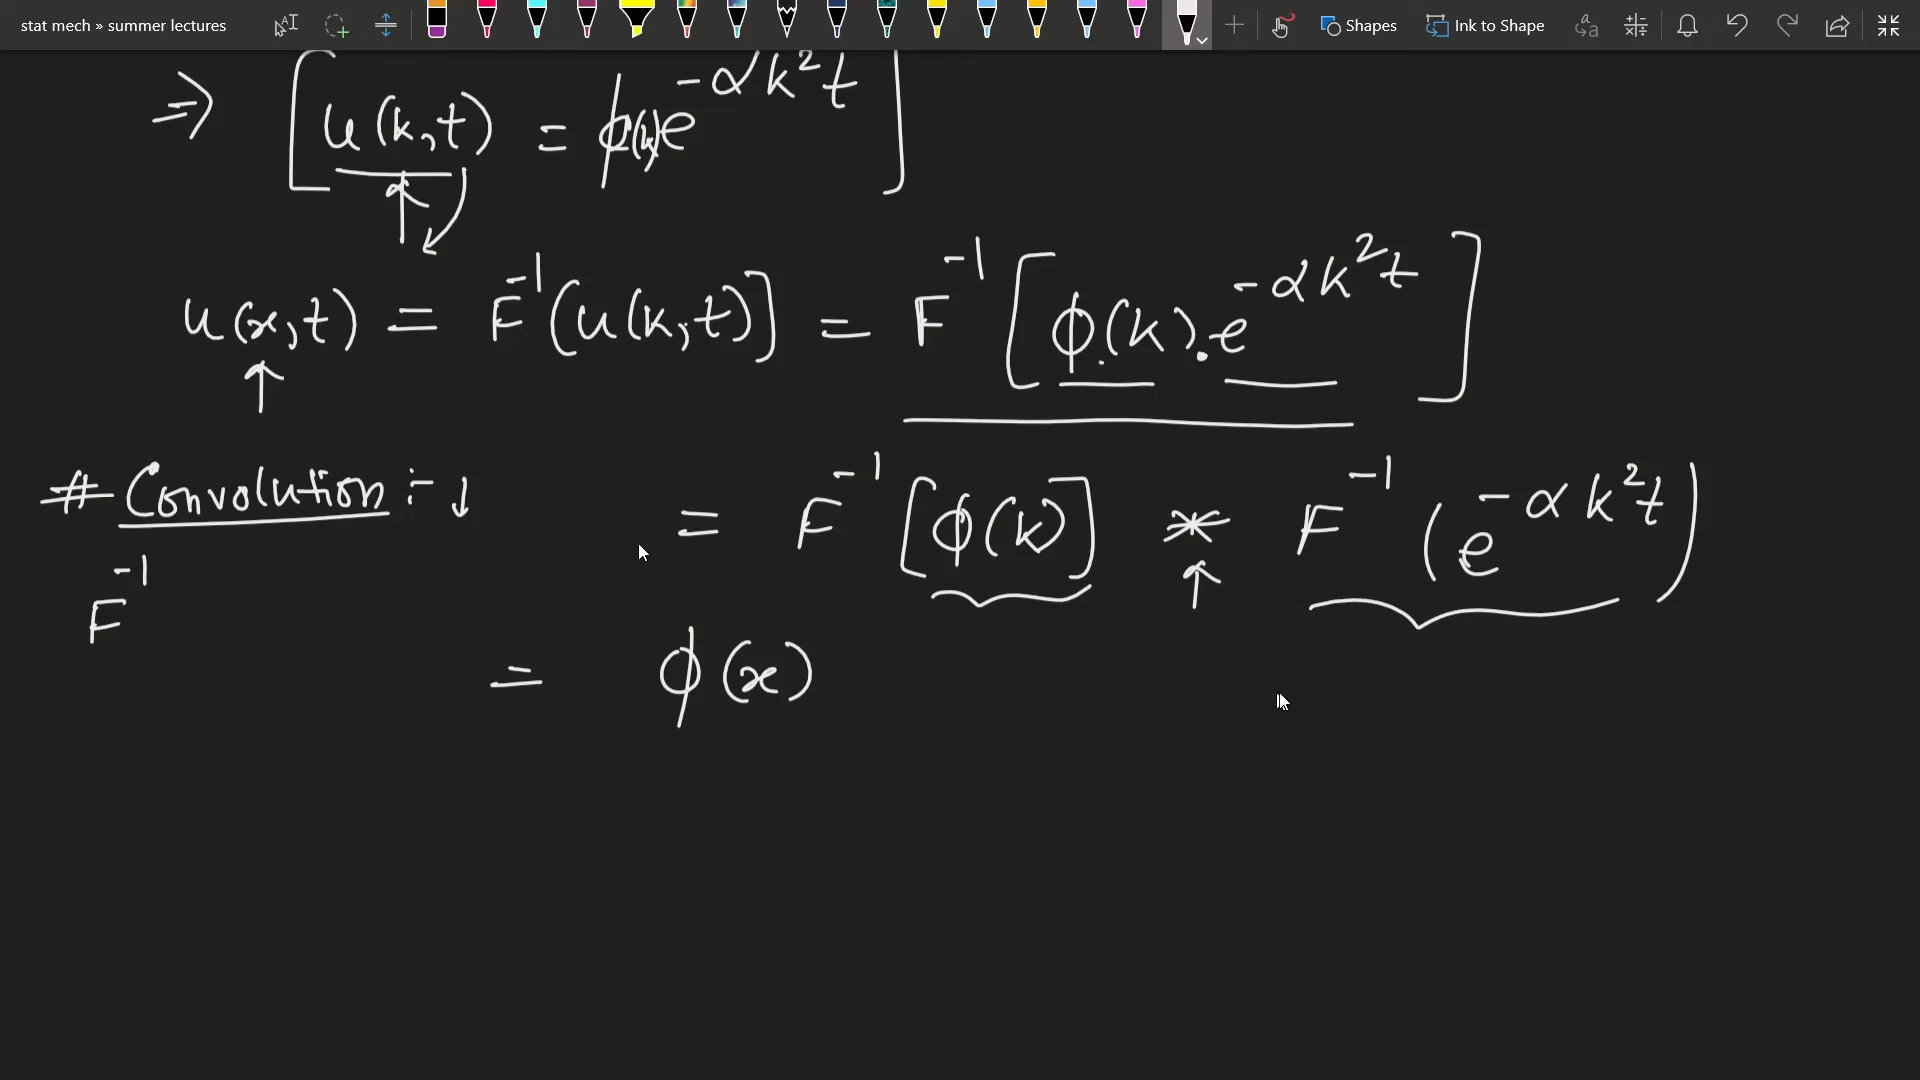 stat mech » summer lectures
Shapes
Ink to Shape
⇒ [u(k,t) = ϕ(k)e^{-αk²t}]
u(x,t) = F^{-1}(u(k,t)] = F^{-1}[ϕ(k).e^{-αk²t}]
# Convolution :- ↓
= F^{-1}[ϕ(k)] * F^{-1}(e^{-αk²t})
F^{-1}
= ϕ(x)